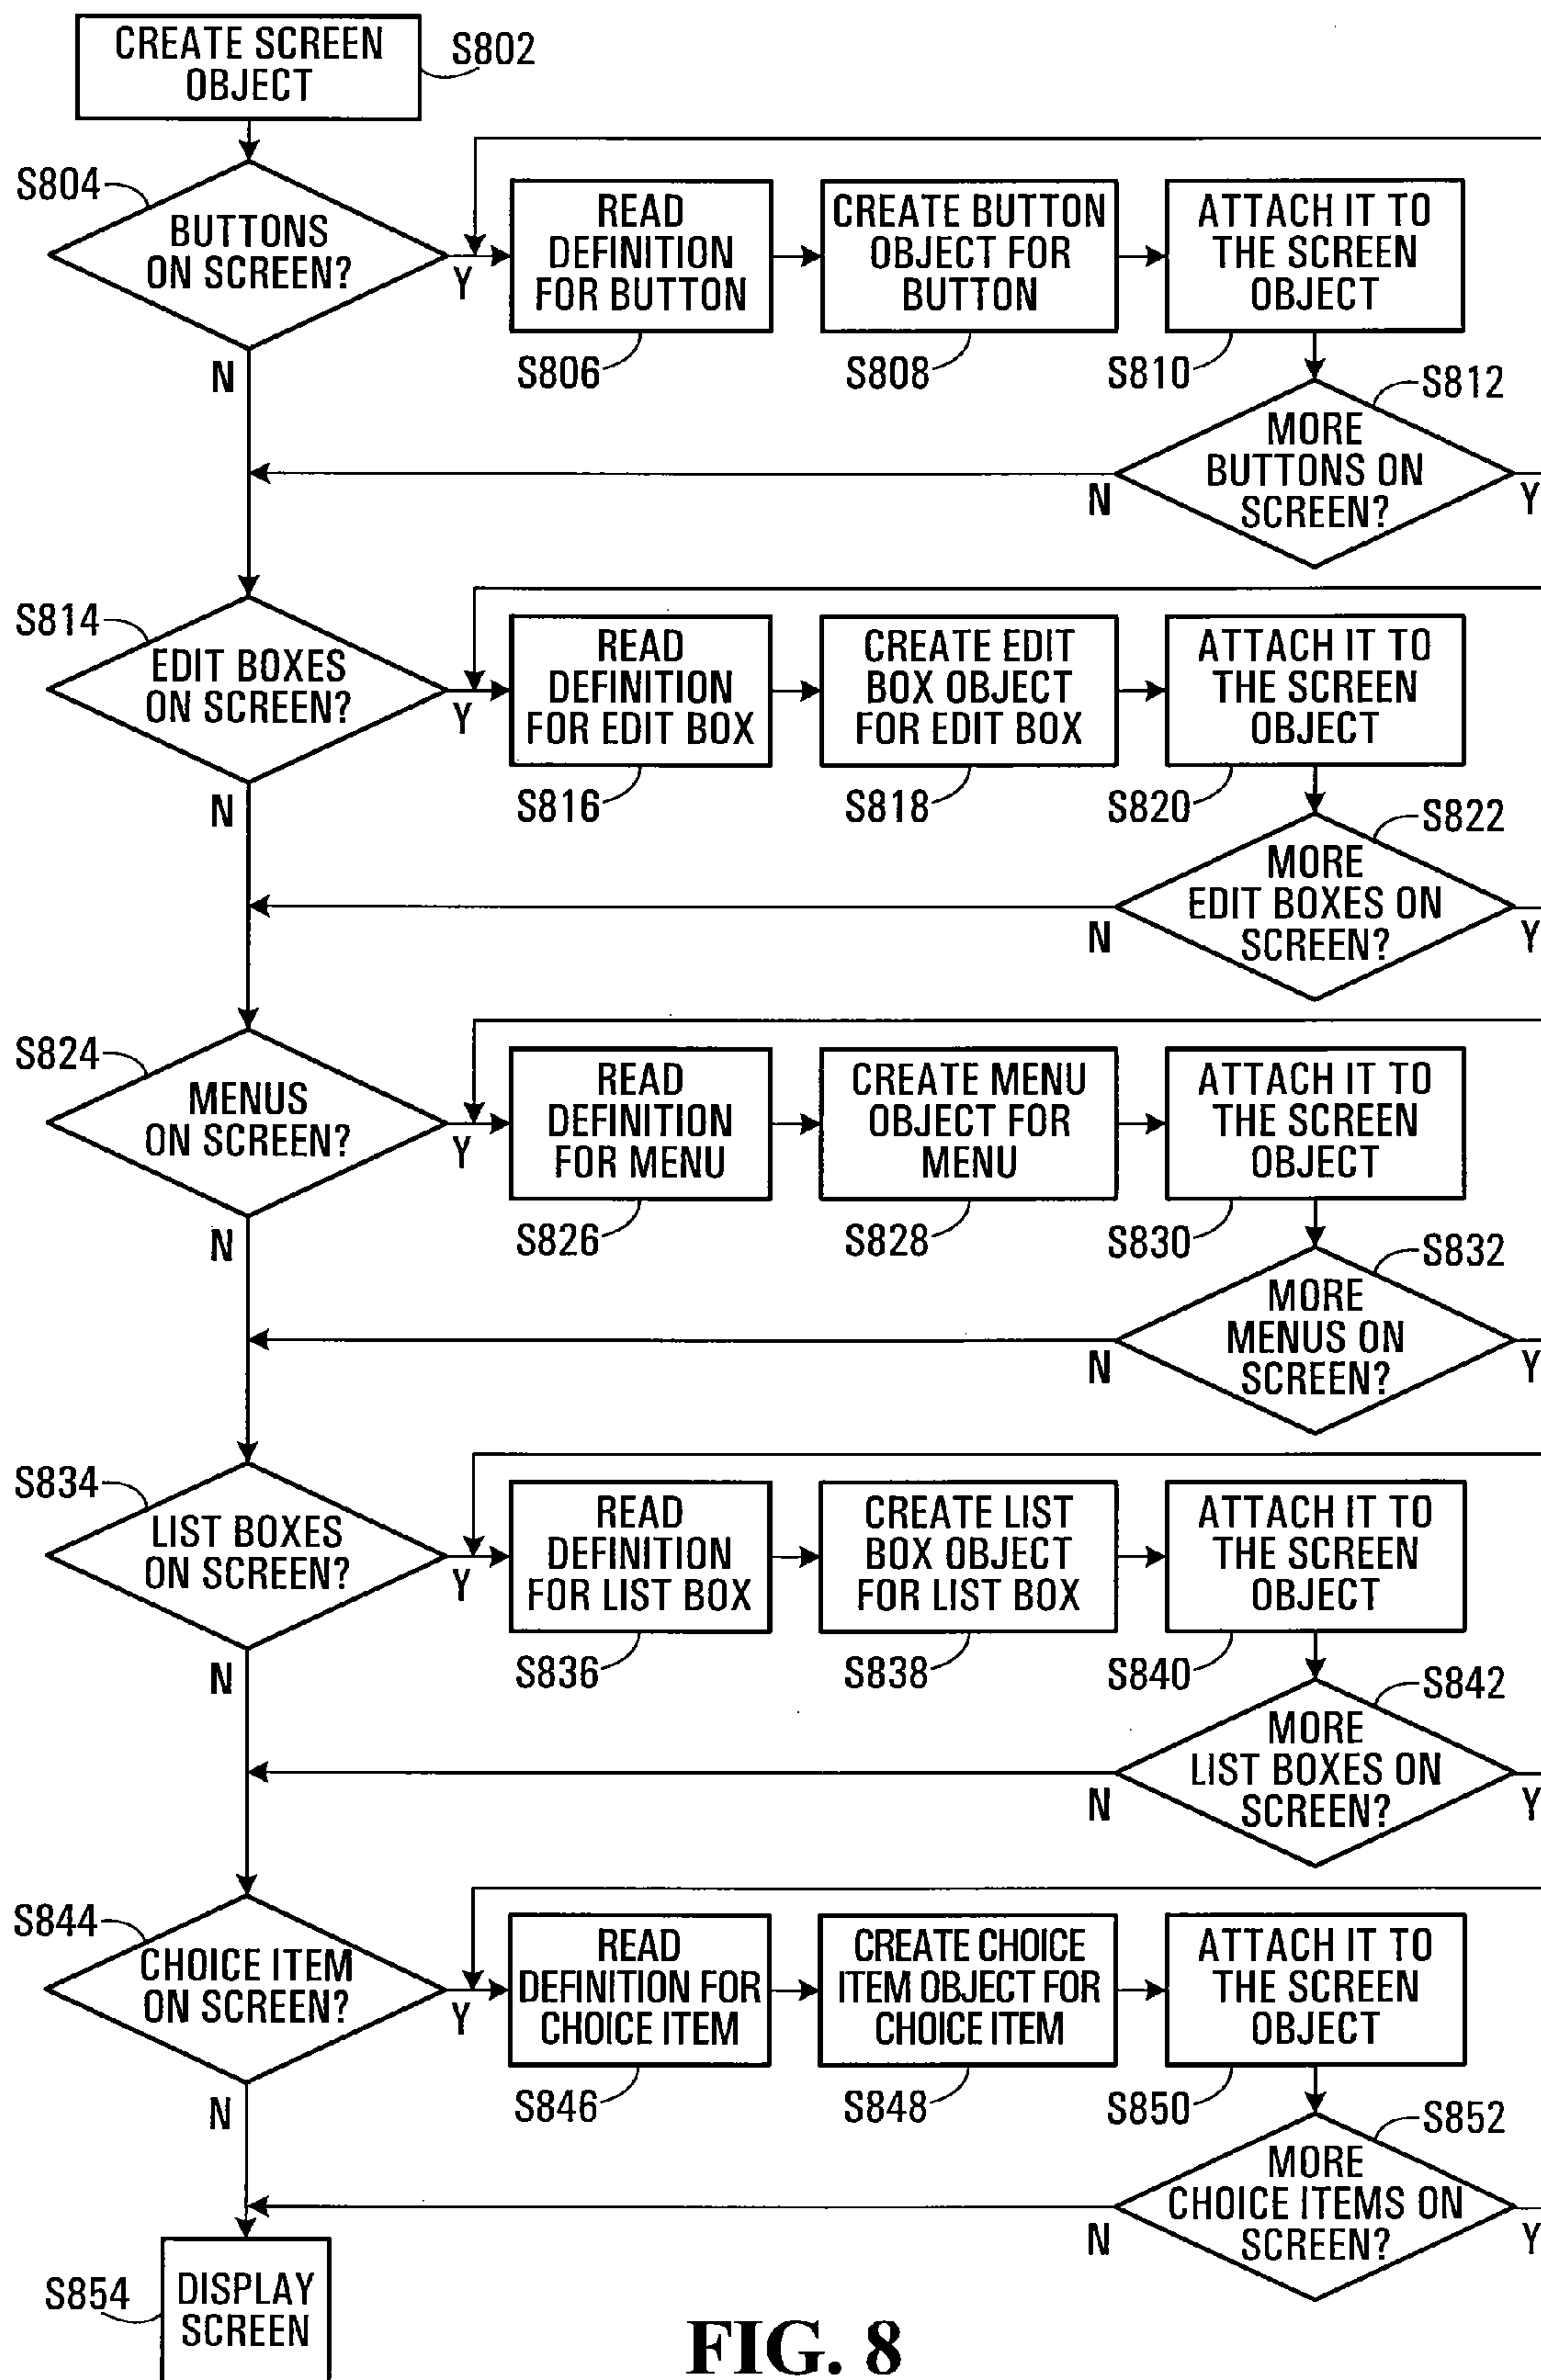 CREATE SCREEN
OBJECT
S802
S804
BUTTONS
ON SCREEN?
Y
N
READ
DEFINITION
FOR BUTTON
S806
CREATE BUTTON
OBJECT FOR
BUTTON
S808
ATTACH IT TO
THE SCREEN
OBJECT
S810
S812
MORE
BUTTONS ON
SCREEN?
N
Y
S814
EDIT BOXES
ON SCREEN?
Y
N
READ
DEFINITION
FOR EDIT BOX
S816
CREATE EDIT
BOX OBJECT
FOR EDIT BOX
S818
ATTACH IT TO
THE SCREEN
OBJECT
S820
S822
MORE
EDIT BOXES ON
SCREEN?
N
Y
S824
MENUS
ON SCREEN?
Y
N
READ
DEFINITION
FOR MENU
S826
CREATE MENU
OBJECT FOR
MENU
S828
ATTACH IT TO
THE SCREEN
OBJECT
S830
S832
MORE
MENUS ON
SCREEN?
N
Y
S834
LIST BOXES
ON SCREEN?
Y
N
READ
DEFINITION
FOR LIST BOX
S836
CREATE LIST
BOX OBJECT
FOR LIST BOX
S838
ATTACH IT TO
THE SCREEN
OBJECT
S840
S842
MORE
LIST BOXES ON
SCREEN?
N
Y
S844
CHOICE ITEM
ON SCREEN?
Y
N
READ
DEFINITION FOR
CHOICE ITEM
S846
CREATE CHOICE
ITEM OBJECT FOR
CHOICE ITEM
S848
ATTACH IT TO
THE SCREEN
OBJECT
S850
S852
MORE
CHOICE ITEMS ON
SCREEN?
N
Y
S854
DISPLAY
SCREEN
FIG. 8